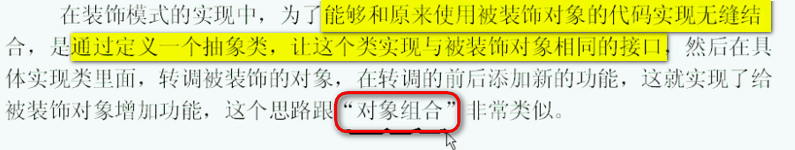 在装饰模式的实现中，为了能够和原来使用被装饰对象的代码实现无缝结
合，是通过定义一个抽象类，让这个类实现与被装饰对象相同的接口，然后在具
体实现类里面，转调被装饰的对象，在转调的前后添加新的功能，这就实现了给
被装饰对象增加功能，这个思路跟“对象组合”非常类似。